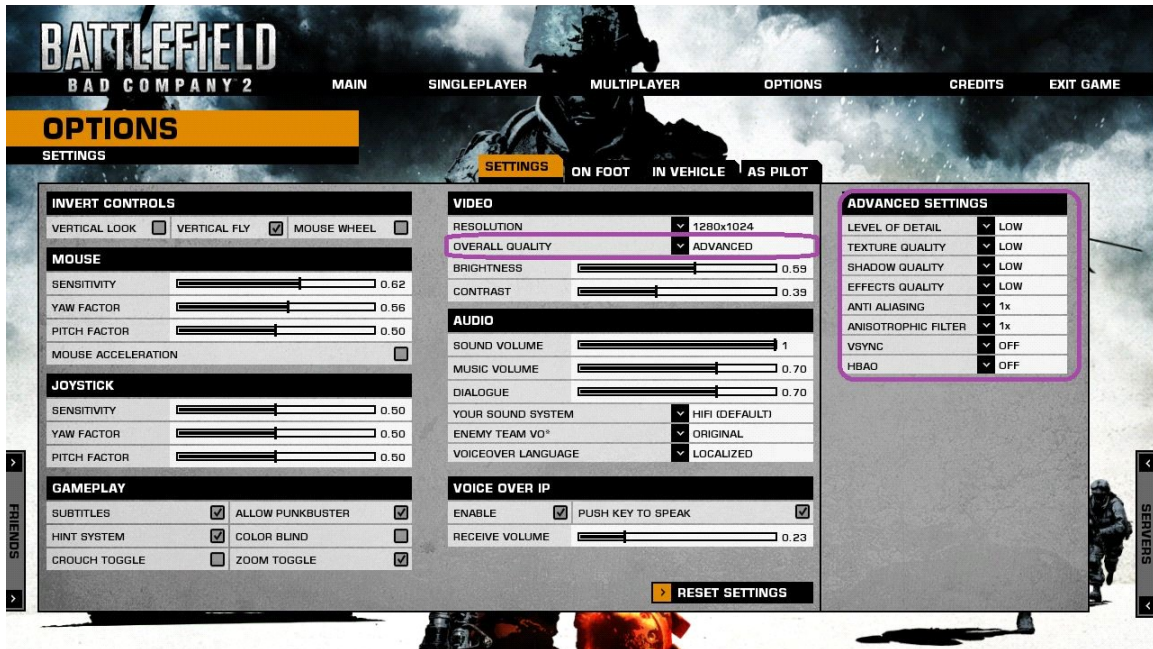 BATTLEFIELD
BAD COMPANY 2
MAIN SINGLEPLAYER MULTIPLAYER OPTIONS CREDITS EXIT GAME
OPTIONS
SETTINGS
SETTINGS ON FOOT IN VEHICLE AS PILOT
INVERT CONTROLS
VERTICAL LOOK VERTICAL FLY MOUSE WHEEL
MOUSE
SENSITIVITY 0.62
YAW FACTOR 0.56
PITCH FACTOR 0.50
MOUSE ACCELERATION
JOYSTICK
SENSITIVITY 0.50
YAW FACTOR 0.50
PITCH FACTOR 0.50
GAMEPLAY
SUBTITLES ALLOW PUNKBUSTER
HINT SYSTEM COLOR BLIND
CROUCH TOGGLE ZOOM TOGGLE
VIDEO
RESOLUTION 1280x1024
OVERALL QUALITY ADVANCED
BRIGHTNESS 0.59
CONTRAST 0.39
AUDIO
SOUND VOLUME 1
MUSIC VOLUME 0.70
DIALOGUE 0.70
YOUR SOUND SYSTEM HIFI (DEFAULT)
ENEMY TEAM VO° ORIGINAL
VOICEOVER LANGUAGE LOCALIZED
VOICE OVER IP
ENABLE PUSH KEY TO SPEAK
RECEIVE VOLUME 0.23
RESET SETTINGS
ADVANCED SETTINGS
LEVEL OF DETAIL LOW
TEXTURE QUALITY LOW
SHADOW QUALITY LOW
EFFECTS QUALITY LOW
ANTI ALIASING 1x
ANISOTROPHIC FILTER 1x
VSYNC OFF
HBAO OFF
FRIENDS
SERVERS